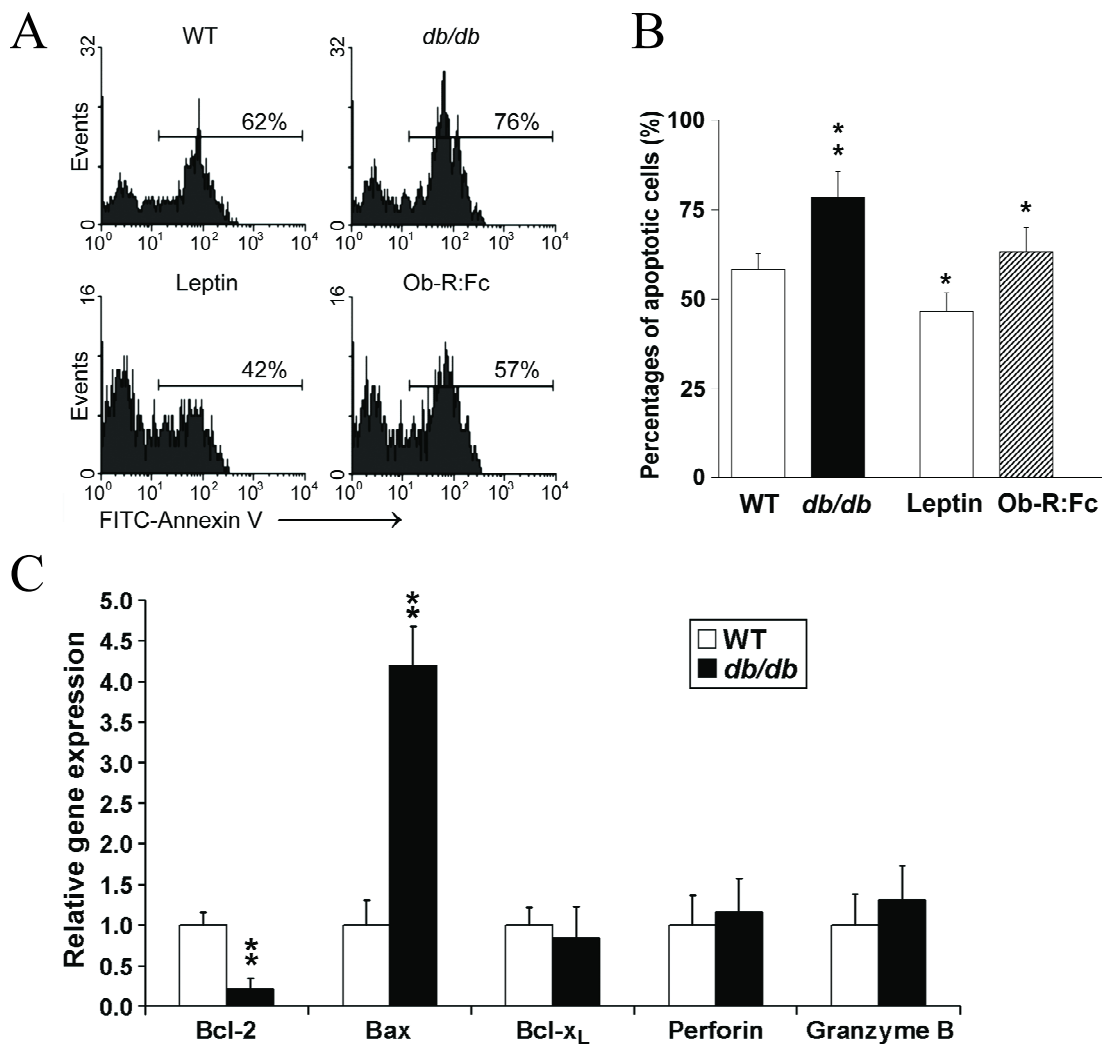 A
WT
32
Events
0
62%
10^0 10^1 10^2 10^3 10^4
db/db
32
0
76%
10^0 10^1 10^2 10^3 10^4
Leptin
16
Events
0
42%
10^0 10^1 10^2 10^3 10^4
Ob-R:Fc
16
0
57%
10^0 10^1 10^2 10^3 10^4
FITC-Annexin V
B
Percentages of apoptotic cells (%)
100
75
50
25
0
**
*
*
WT db/db Leptin Ob-R:Fc
C
Relative gene expression
5.0
4.5
4.0
3.5
3.0
2.5
2.0
1.5
1.0
0.5
0.0
**
**
WT
db/db
Bcl-2 Bax Bcl-xL Perforin Granzyme B